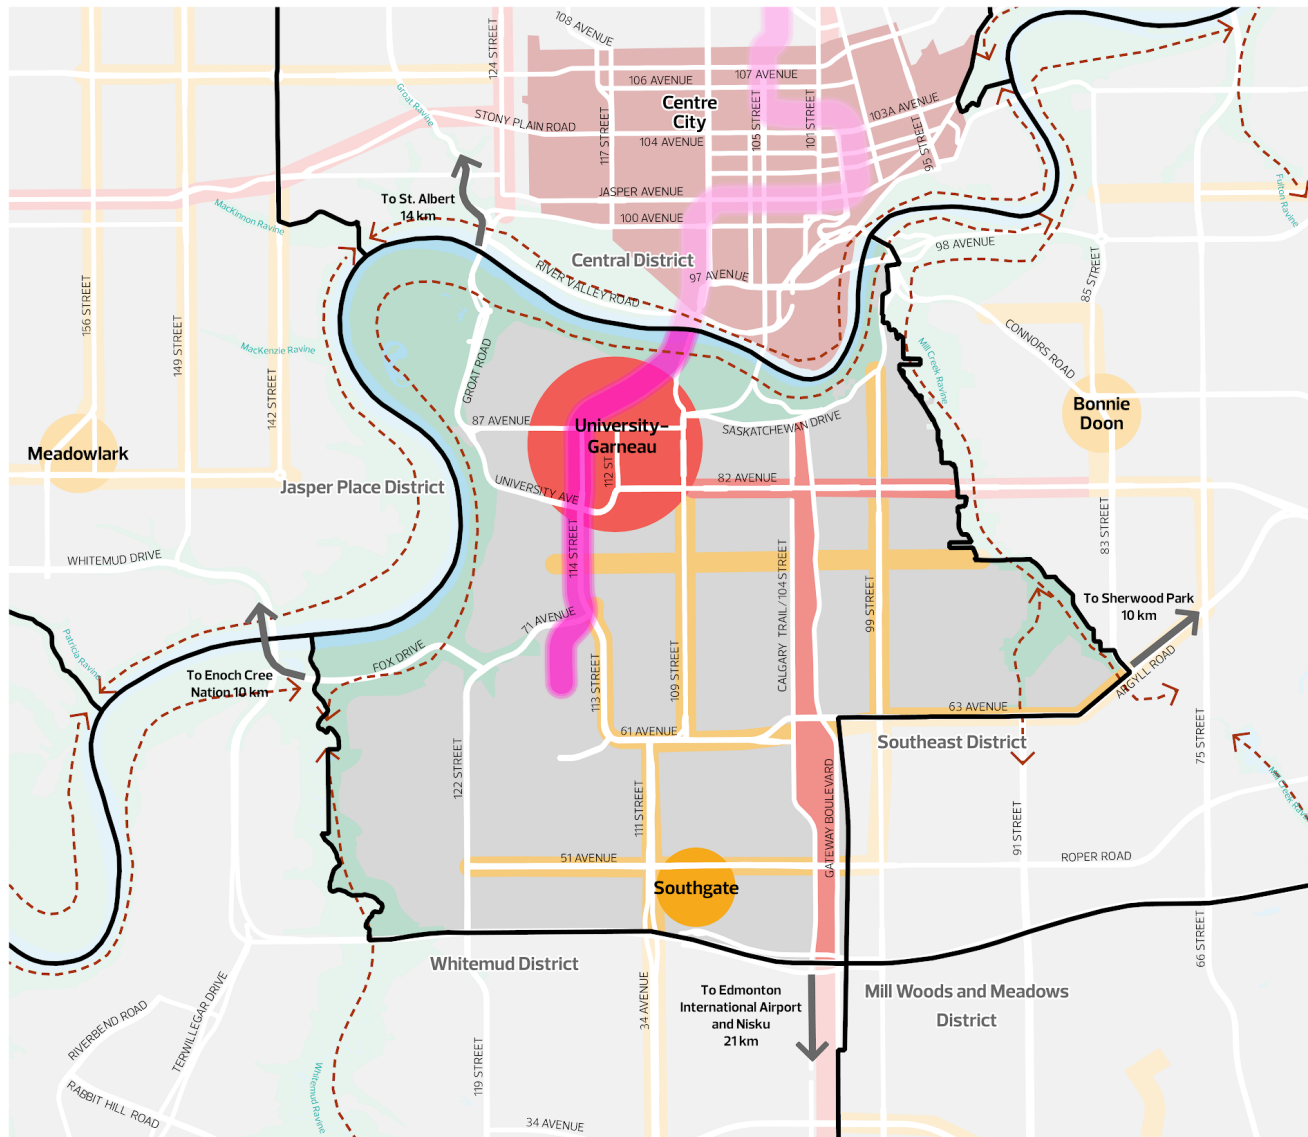 108 AVENUE
124 STREET
107 AVENUE
106 AVENUE
Centre
City
Groat Ravine
STONY PLAIN ROAD
117 STREET
104 AVENUE
105 STREET
101 STREET
103A AVENUE
95 STREET
JASPER AVENUE
100 AVENUE
To St. Albert
14 km
MacKinnon Ravine
Fulton Ravine
Central District
98 AVENUE
97 AVENUE
RIVER VALLEY ROAD
85 STREET
156 STREET
149 STREET
MacKenzie Ravine
142 STREET
GROAT ROAD
Mill Creek Ravine
CONNORS ROAD
Bonnie
Doon
87 AVENUE
University–
Garneau
SASKATCHEWAN DRIVE
Meadowlark
112 ST
82 AVENUE
Jasper Place District
UNIVERSITY AVE
83 STREET
114 STREET
WHITEMUD DRIVE
CALGARY TRAIL/104 STREET
99 STREET
To Sherwood Park
10 km
71 AVENUE
Patricia Ravine
FOX DRIVE
To Enoch Cree
Nation 10 km
113 STREET
109 STREET
ARGYLL ROAD
63 AVENUE
61 AVENUE
Southeast District
75 STREET
122 STREET
111 STREET
GATEWAY BOULEVARD
91 STREET
51 AVENUE
ROPER ROAD
Southgate
Whitemud District
66 STREET
34 AVENUE
To Edmonton
International Airport
and Nisku
21 km
Mill Woods and Meadows
District
TERWILLEGAR DRIVE
RIVERBEND ROAD
RABBIT HILL ROAD
Whitemud Ravine
119 STREET
34 AVENUE